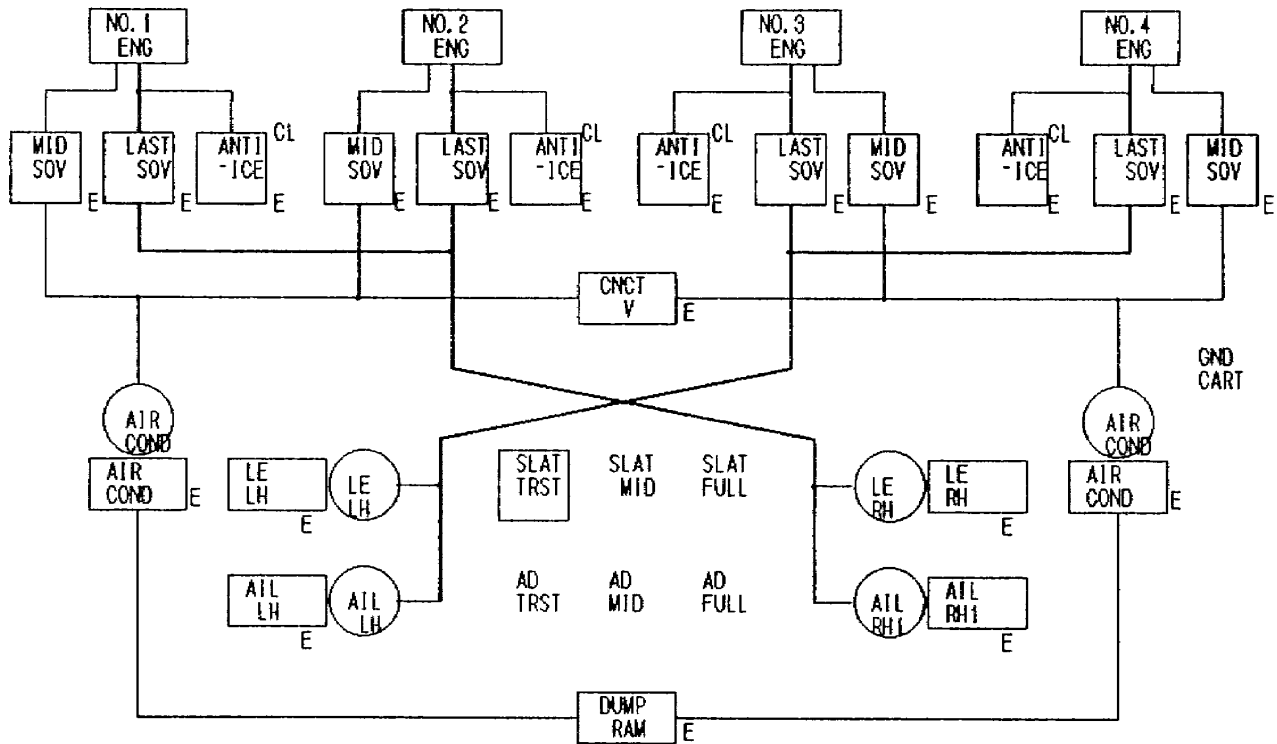 NO.1
ENG
NO.2
ENG
NO.3
ENG
NO.4
ENG
MID
SOV
E
LAST
SOV
E
ANTI
-ICE
CL
E
MID
SOV
E
LAST
SOV
E
ANTI
-ICE
CL
E
ANTI
-ICE
CL
E
LAST
SOV
E
MID
SOV
E
ANTI
-ICE
CL
E
LAST
SOV
E
MID
SOV
E
CNCT
V
E
GND
CART
AIR
COND
AIR
COND
AIR
COND
E
LE
LH
E
LE
LH
SLAT
TRST
SLAT
MID
SLAT
FULL
LE
RH
LE
RH
E
AIR
COND
E
AIL
LH
E
AIL
LH
AD
TRST
AD
MID
AD
FULL
AIL
RH1
AIL
RH1
E
DUMP
RAM
E